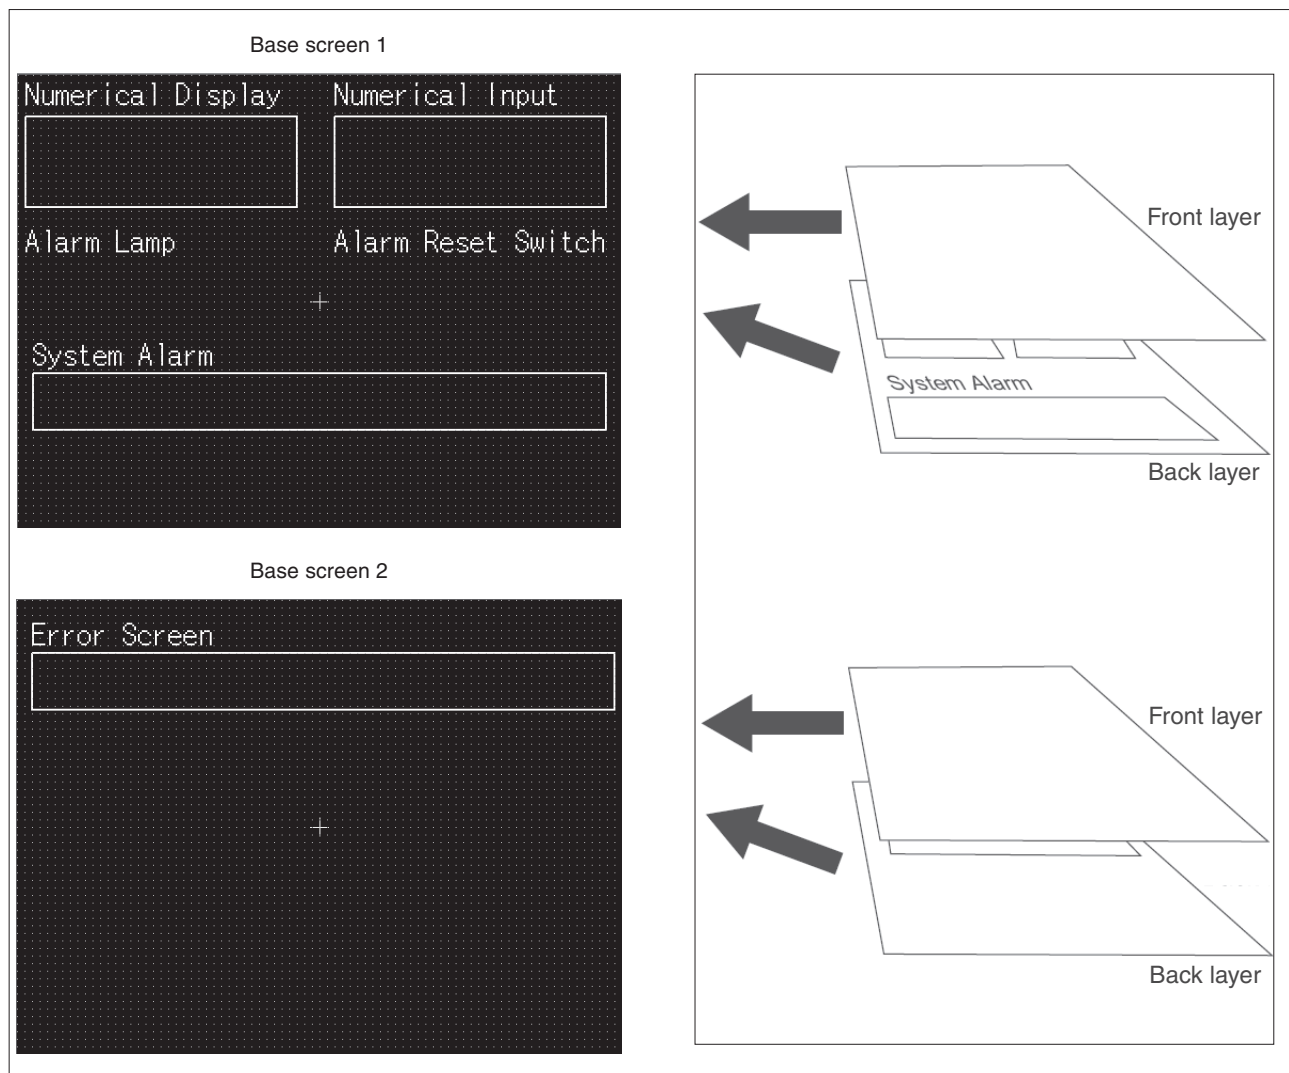 Base screen 1
Numerical Display Numerical Input
Alarm Lamp Alarm Reset Switch
System Alarm
Front layer
System Alarm
Back layer
Base screen 2
Error Screen
Front layer
Back layer